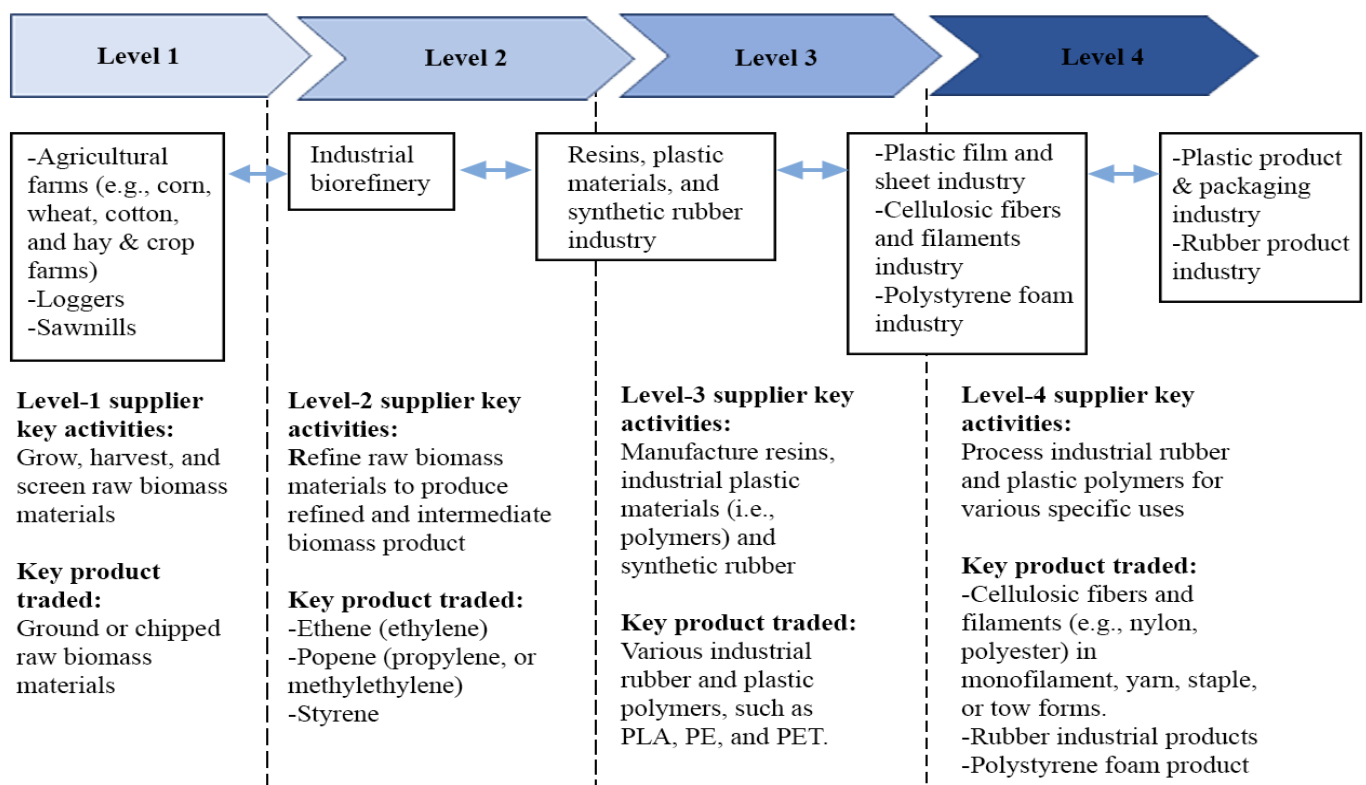 Level 1
Level 2
Level 3
Level 4
-Agricultural
farms (e.g., corn,
wheat, cotton,
and hay & crop
farms)
-Loggers
-Sawmills
Industrial
biorefinery
Resins, plastic
materials, and
synthetic rubber
industry
-Plastic film and
sheet industry
-Cellulosic fibers
and filaments
industry
-Polystyrene foam
industry
-Plastic product
& packaging
industry
-Rubber product
industry
Level-1 supplier
key activities:
Grow, harvest, and
screen raw biomass
materials
Key product
traded:
Ground or chipped
raw biomass
materials
Level-2 supplier key
activities:
Refine raw biomass
materials to produce
refined and intermediate
biomass product
Key product traded:
-Ethene (ethylene)
-Popene (propylene, or
methylethylene)
-Styrene
Level-3 supplier key
activities:
Manufacture resins,
industrial plastic
materials (i.e.,
polymers) and
synthetic rubber
Key product traded:
Various industrial
rubber and plastic
polymers, such as
PLA, PE, and PET.
Level-4 supplier key
activities:
Process industrial rubber
and plastic polymers for
various specific uses
Key product traded:
-Cellulosic fibers and
filaments (e.g., nylon,
polyester) in
monofilament, yarn, staple,
or tow forms.
-Rubber industrial products
-Polystyrene foam product